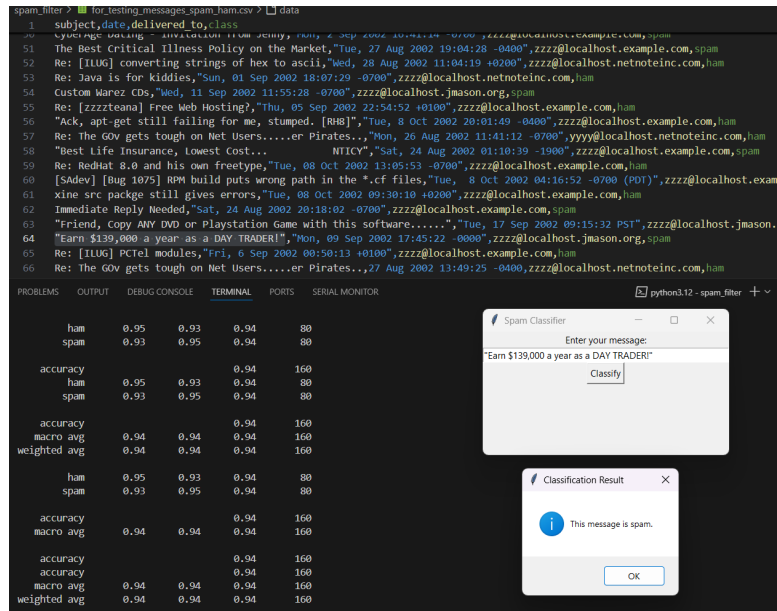 spam_filter > for_testing_messages_spam_ham.csv > data
1 subject,date,delivered_to,class
51 The Best Critical Illness Policy on the Market,"Tue, 27 Aug 2002 19:04:28 -0400",zzzz@localhost.example.com,spam
52 Re: [ILUG] converting strings of hex to ascii,"Wed, 28 Aug 2002 11:04:19 +0200",zzzz@localhost.netnoteinc.com,ham
53 Re: Java is for kiddies,"Sun, 01 Sep 2002 18:07:29 -0700",zzzz@localhost.netnoteinc.com,ham
54 Custom Warez CDs,"Wed, 11 Sep 2002 11:55:28 -0700",zzzz@localhost.jmason.org,spam
55 Re: [zzzzteana] Free Web Hosting?,"Thu, 05 Sep 2002 22:54:52 +0100",zzzz@localhost.example.com,ham
56 "Ack, apt-get still failing for me, stumped. [RH8]","Tue, 8 Oct 2002 20:01:49 -0400",zzzz@localhost.example.com,ham
57 Re: The GOv gets tough on Net Users.....er Pirates..,"Mon, 26 Aug 2002 11:41:12 -0700",yyyy@localhost.netnoteinc.com,ham
58 "Best Life Insurance, Lowest Cost... NTICY","Sat, 24 Aug 2002 01:10:39 -1900",zzzz@localhost.example.com,spam
59 Re: RedHat 8.0 and his own freetype,"Tue, 08 Oct 2002 13:05:53 -0700",zzzz@localhost.example.com,ham
60 [SAdev] [Bug 1075] RPM build puts wrong path in the *.cf files,"Tue,  8 Oct 2002 04:16:52 -0700 (PDT)",zzzz@localhost.exam
61 xine src packge still gives errors,"Tue, 08 Oct 2002 09:30:10 +0200",zzzz@localhost.example.com,ham
62 Immediate Reply Needed,"Sat, 24 Aug 2002 20:18:02 -0700",zzzz@localhost.example.com,spam
63 "Friend, Copy ANY DVD or Playstation Game with this software......","Tue, 17 Sep 2002 09:15:32 PST",zzzz@localhost.jmason.
64 "Earn $139,000 a year as a DAY TRADER!","Mon, 09 Sep 2002 17:45:22 -0000",zzzz@localhost.jmason.org,spam
65 Re: [ILUG] PCTel modules,"Fri, 6 Sep 2002 00:50:13 +0100",zzzz@localhost.example.com,ham
66 Re: The GOv gets tough on Net Users.....er Pirates..,27 Aug 2002 13:49:25 -0400,zzzz@localhost.netnoteinc.com,ham
PROBLEMS OUTPUT DEBUG CONSOLE TERMINAL PORTS SERIAL MONITOR python3.12 - spam_filter
ham 0.95 0.93 0.94 80
spam 0.93 0.95 0.94 80
accuracy 0.94 160
ham 0.95 0.93 0.94 80
spam 0.93 0.95 0.94 80
accuracy 0.94 160
macro avg 0.94 0.94 0.94 160
weighted avg 0.94 0.94 0.94 160
ham 0.95 0.93 0.94 80
spam 0.93 0.95 0.94 80
accuracy 0.94 160
macro avg 0.94 0.94 0.94 160
accuracy 0.94 160
accuracy 0.94 160
macro avg 0.94 0.94 0.94 160
weighted avg 0.94 0.94 0.94 160
Spam Classifier
Enter your message:
"Earn $139,000 a year as a DAY TRADER!"
Classify
Classification Result
This message is spam.
OK